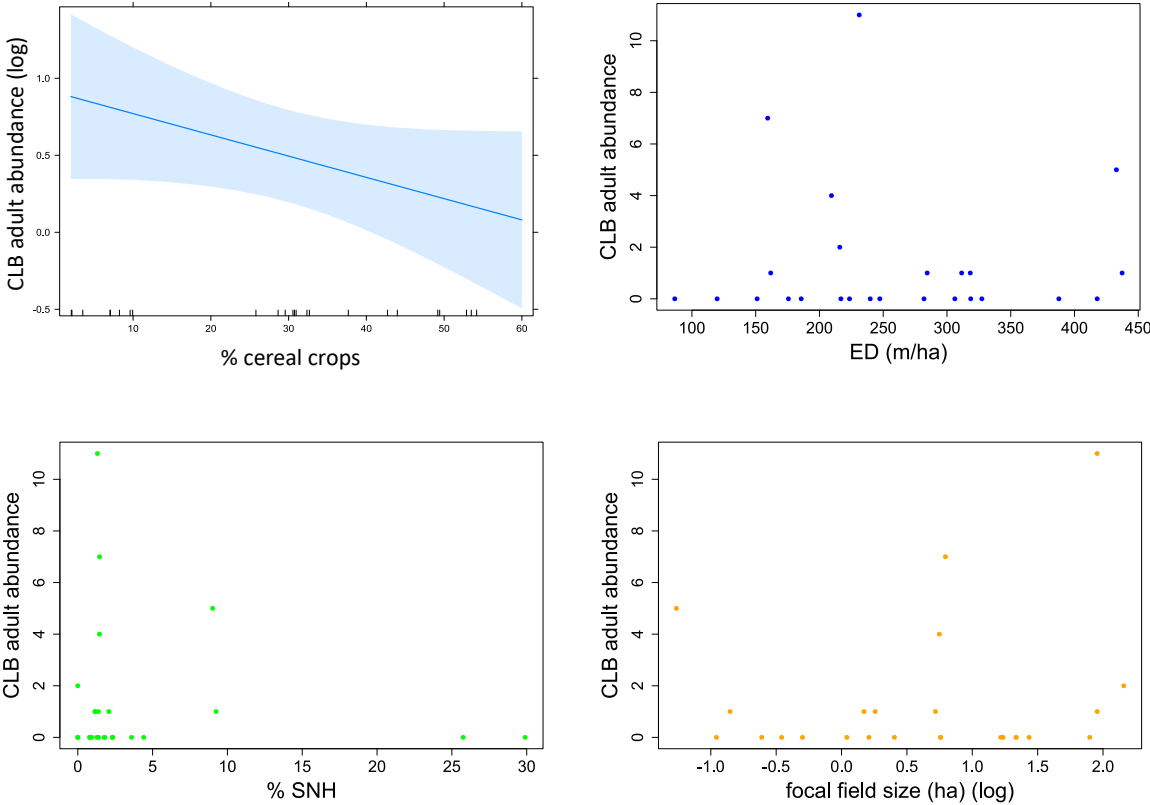 CLB adult abundance (log)
1.0
0.5
0.0
-0.5
10 20 30 40 50 60
% cereal crops
CLB adult abundance
10
8
6
4
2
0
100 150 200 250 300 350 400 450
ED (m/ha)
CLB adult abundance
10
8
6
4
2
0
0 5 10 15 20 25 30
% SNH
CLB adult abundance
10
8
6
4
2
0
-1.0 -0.5 0.0 0.5 1.0 1.5 2.0
focal field size (ha) (log)